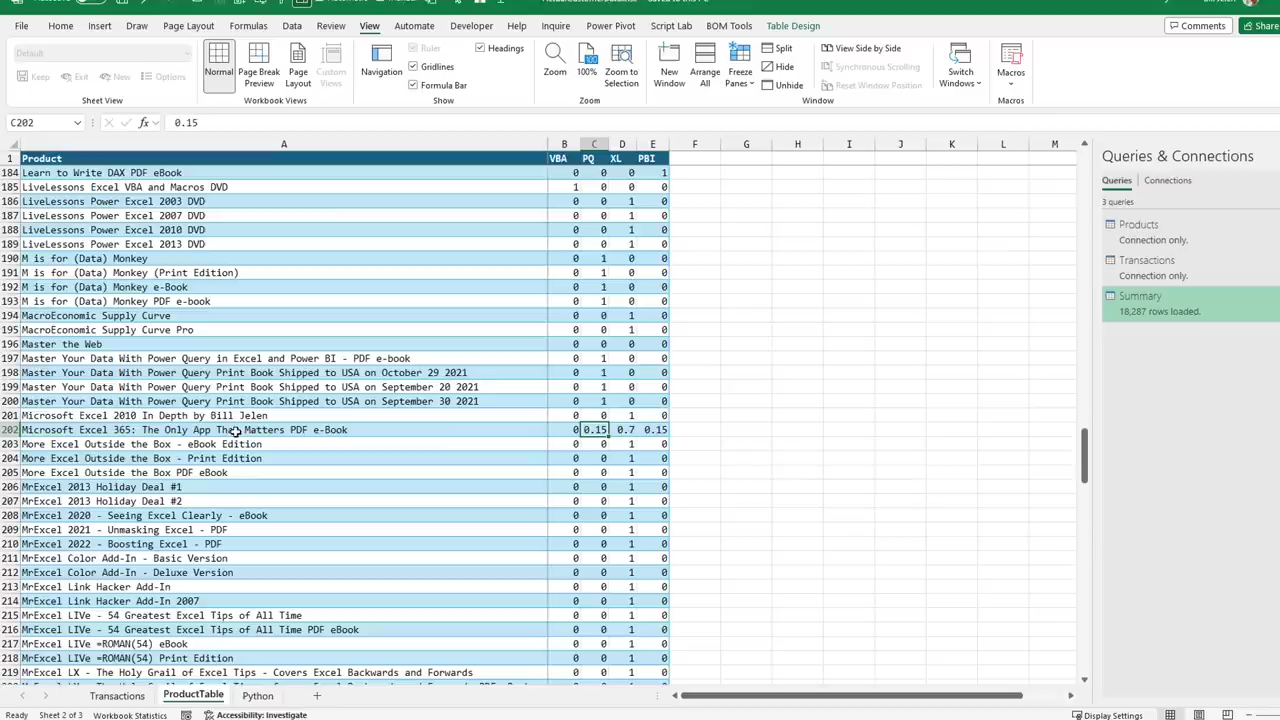 File Home Insert Draw Page Layout Formulas Data Review View Automate Developer Help Inquire Power Pivot Script Lab BOM Tools Table Design Comments Share
Default
Keep Exit New Options
Sheet View
Normal Page Break Preview Page Layout Custom Views
Workbook Views
Navigation
Ruler Headings
Gridlines
Formula Bar
Show
Zoom 100% Zoom to Selection
Zoom
New Window Arrange All Freeze Panes
Split
Hide
Unhide
View Side by Side
Synchronous Scrolling
Reset Window Position
Switch Windows
Window
Macros
Macros
C202 fx 0.15
A B C D E F G H I J K L M
1 Product VBA PQ XL PBI
184 Learn to Write DAX PDF eBook 0 0 0 1
185 LiveLessons Excel VBA and Macros DVD 1 0 0 0
186 LiveLessons Power Excel 2003 DVD 0 0 1 0
187 LiveLessons Power Excel 2007 DVD 0 0 1 0
188 LiveLessons Power Excel 2010 DVD 0 0 1 0
189 LiveLessons Power Excel 2013 DVD 0 0 1 0
190 M is for (Data) Monkey 0 1 0 0
191 M is for (Data) Monkey (Print Edition) 0 1 0 0
192 M is for (Data) Monkey e-Book 0 1 0 0
193 M is for (Data) Monkey PDF e-book 0 1 0 0
194 MacroEconomic Supply Curve 0 0 1 0
195 MacroEconomic Supply Curve Pro 0 0 1 0
196 Master the Web 0 0 0 0
197 Master Your Data With Power Query in Excel and Power BI - PDF e-book 0 1 0 0
198 Master Your Data With Power Query Print Book Shipped to USA on October 29 2021 0 1 0 0
199 Master Your Data With Power Query Print Book Shipped to USA on September 20 2021 0 1 0 0
200 Master Your Data With Power Query Print Book Shipped to USA on September 30 2021 0 1 0 0
201 Microsoft Excel 2010 In Depth by Bill Jelen 0 0 1 0
202 Microsoft Excel 365: The Only App That Matters PDF e-Book 0 0.15 0.7 0.15
203 More Excel Outside the Box - eBook Edition 0 0 1 0
204 More Excel Outside the Box - Print Edition 0 0 1 0
205 More Excel Outside the Box PDF eBook 0 0 1 0
206 MrExcel 2013 Holiday Deal #1 0 0 1 0
207 MrExcel 2013 Holiday Deal #2 0 0 1 0
208 MrExcel 2020 - Seeing Excel Clearly - eBook 0 0 1 0
209 MrExcel 2021 - Unmasking Excel - PDF 0 0 1 0
210 MrExcel 2022 - Boosting Excel - PDF 0 0 1 0
211 MrExcel Color Add-In - Basic Version 0 0 1 0
212 MrExcel Color Add-In - Deluxe Version 0 0 1 0
213 MrExcel Link Hacker Add-In 0 0 1 0
214 MrExcel Link Hacker Add-In 2007 0 0 1 0
215 MrExcel LIVe - 54 Greatest Excel Tips of All Time 0 0 1 0
216 MrExcel LIVe - 54 Greatest Excel Tips of All Time PDF eBook 0 0 1 0
217 MrExcel LIVe =ROMAN(54) eBook 0 0 1 0
218 MrExcel LIVe =ROMAN(54) Print Edition 0 0 1 0
219 MrExcel LX - The Holy Grail of Excel Tips - Covers Excel Backwards and Forwards 0 0 1 0
Queries & Connections
Queries Connections
3 queries
Products
Connection only.
Transactions
Connection only.
Summary
18,287 rows loaded.
Transactions ProductTable Python
Ready Sheet 2 of 3 Workbook Statistics Accessibility: Investigate Display Settings